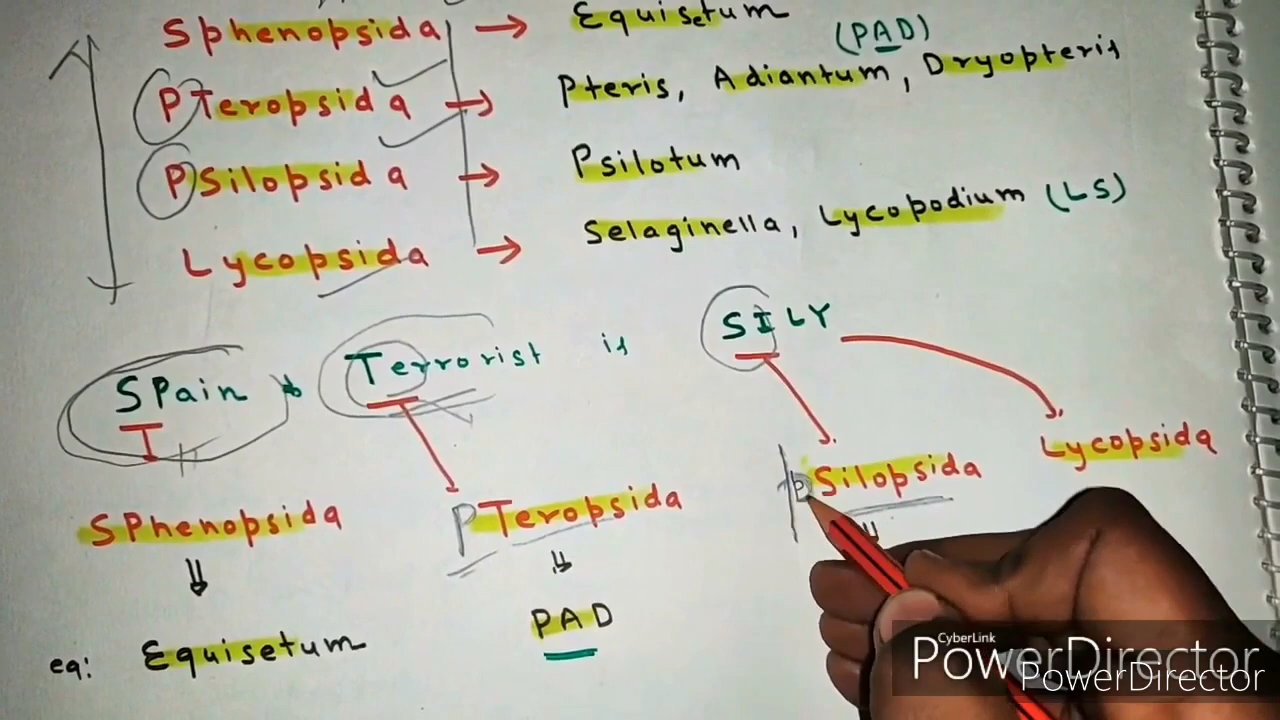 Sphenopsida → Equisetum
(PAD)
Pteropsida → Pteris, Adiantum, Dryopteris
Psilopsida → Psilotum
Lycopsida → Selaginella, Lycopodium (LS)
SPain Terrorist is SILY
SPhenopsida PTeropsida pSilopsida Lycopsida
eg: Equisetum PAD
CyberLink
PowerDirector
PowerDirector